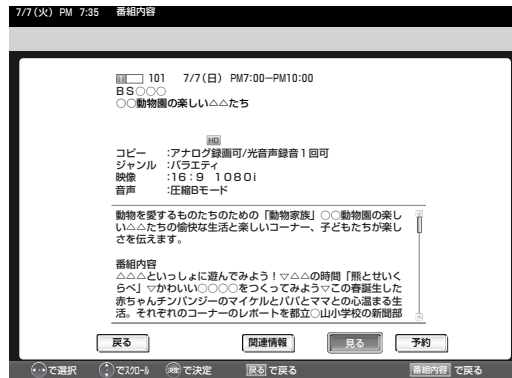 7/7(火) PM 7:35 番組内容
101 7/7(日) PM7:00−PM10:00
BS○○○
○○動物園の楽しい△△たち
HD
コピー :アナログ録画可/光音声録音1回可
ジャンル :バラエティ
映像 :16:9 1080i
音声 :圧縮Bモード
動物を愛するものたちのための「動物家族」○○動物園の楽し
い△△たちの愉快な生活と楽しいコーナー、子どもたちが楽し
さを伝えます。
番組内容
△△△といっしょに遊んでみよう!▽△△の時間「熊とせいく
らべ」▽かわいい○○○○をつくってみよう▽この春誕生した
赤ちゃんチンパンジーのマイケルとパパとママとの心温まる生
活。それぞれのコーナーのレポートを都立○山小学校の新聞部
戻る 関連情報 見る 予約
で選択 でスクロール 決定 で決定 戻る で戻る 番組内容 で戻る